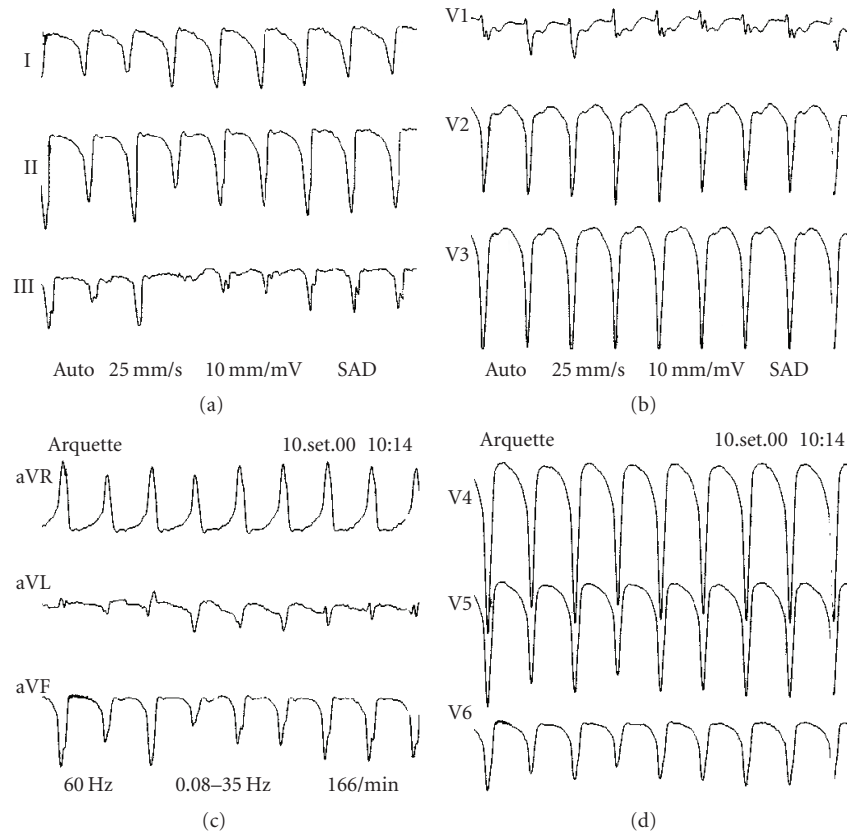 I
II
III
Auto 25 mm/s 10 mm/mV SAD
(a)
V1
V2
V3
Auto 25 mm/s 10 mm/mV SAD
(b)
Arquette 10.set.00 10:14
aVR
aVL
aVF
60 Hz 0.08–35 Hz 166/min
(c)
Arquette 10.set.00 10:14
V4
V5
V6
(d)